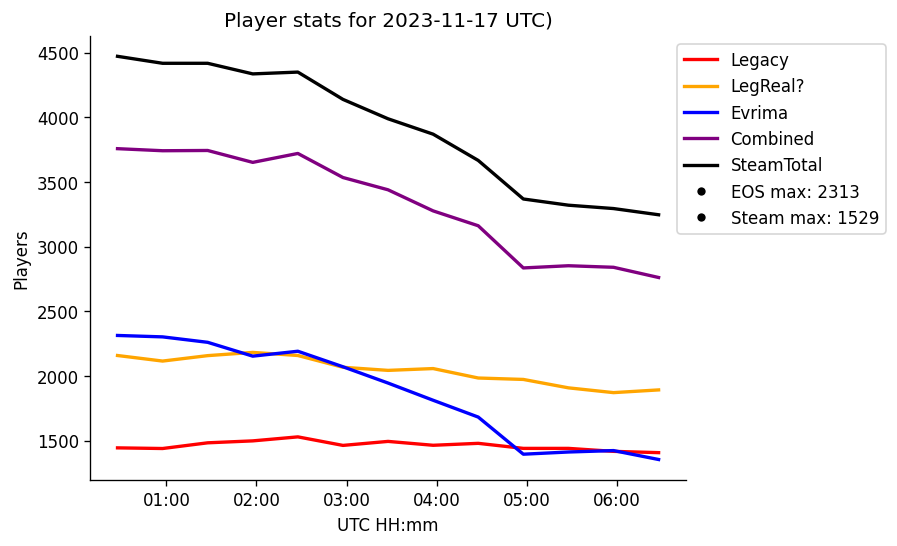 Player stats for 2023-11-17 UTC)
4500
4000
3500
3000
2500
2000
1500
Players
01:00 02:00 03:00 04:00 05:00 06:00
UTC HH:mm
Legacy
LegReal?
Evrima
Combined
SteamTotal
EOS max: 2313
Steam max: 1529